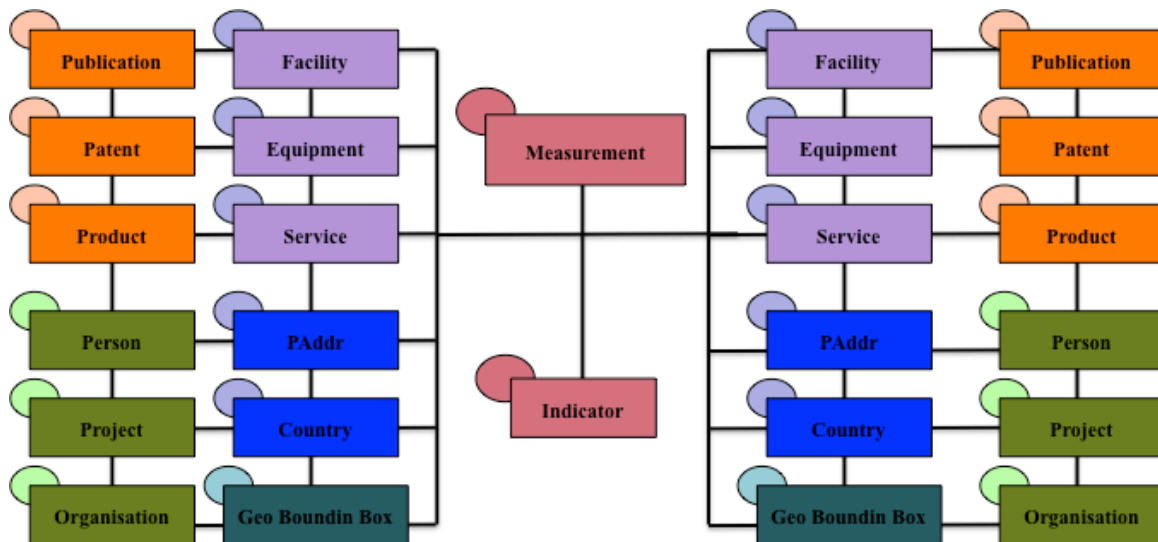 Publication
Facility
Facility
Publication
Patent
Equipment
Measurement
Equipment
Patent
Product
Service
Service
Product
Person
PAddr
PAddr
Person
Project
Country
Indicator
Country
Project
Organisation
Geo Boundin Box
Geo Boundin Box
Organisation